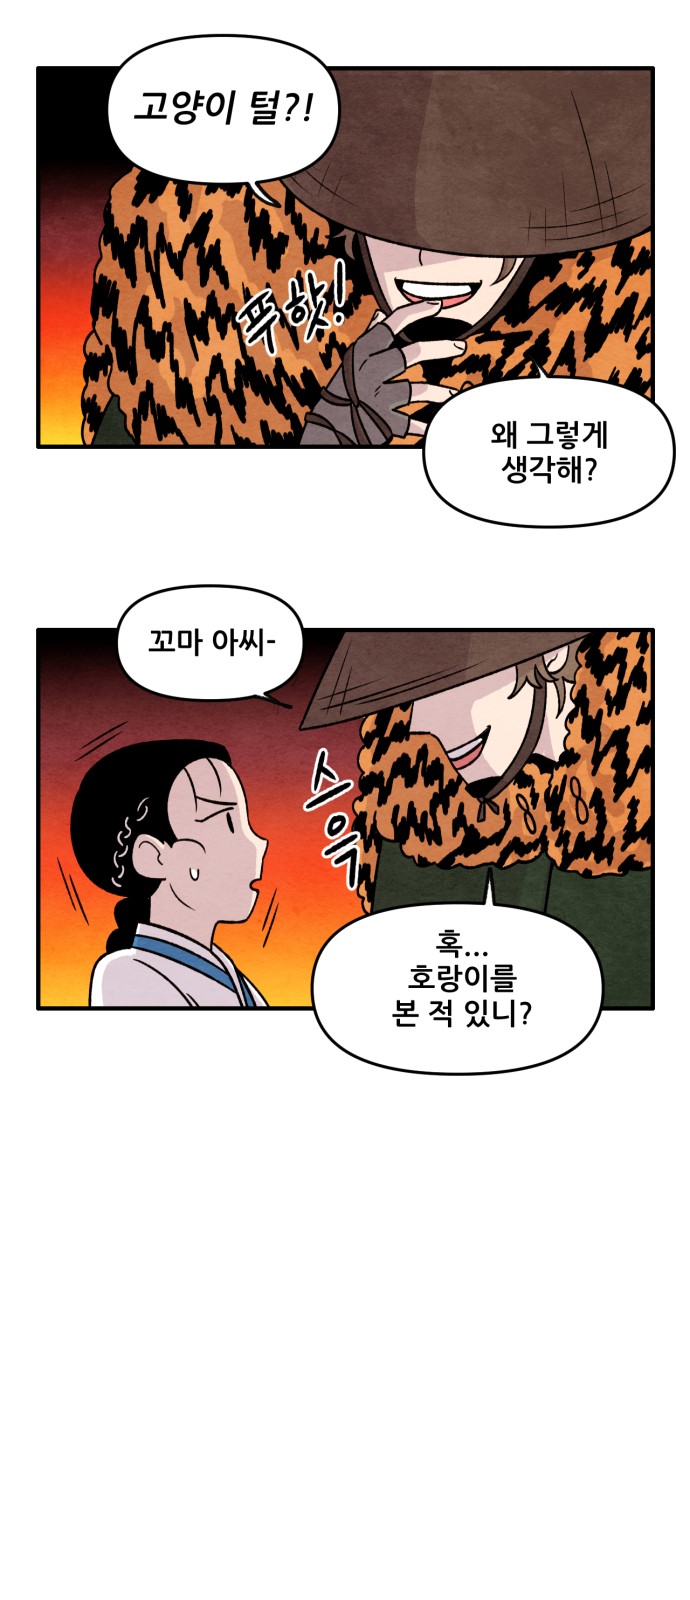 고양이 털?!
푸핫!
왜 그렇게
생각해?
꼬마 아씨-
스
윽
혹...
호랑이를
본 적 있니?